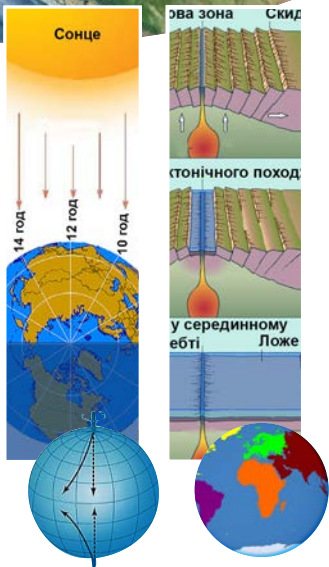 Сонце
14 год
12 год
10 год
ова зона
Скид
ктонічного поход
у серединному
ебті
Ложе